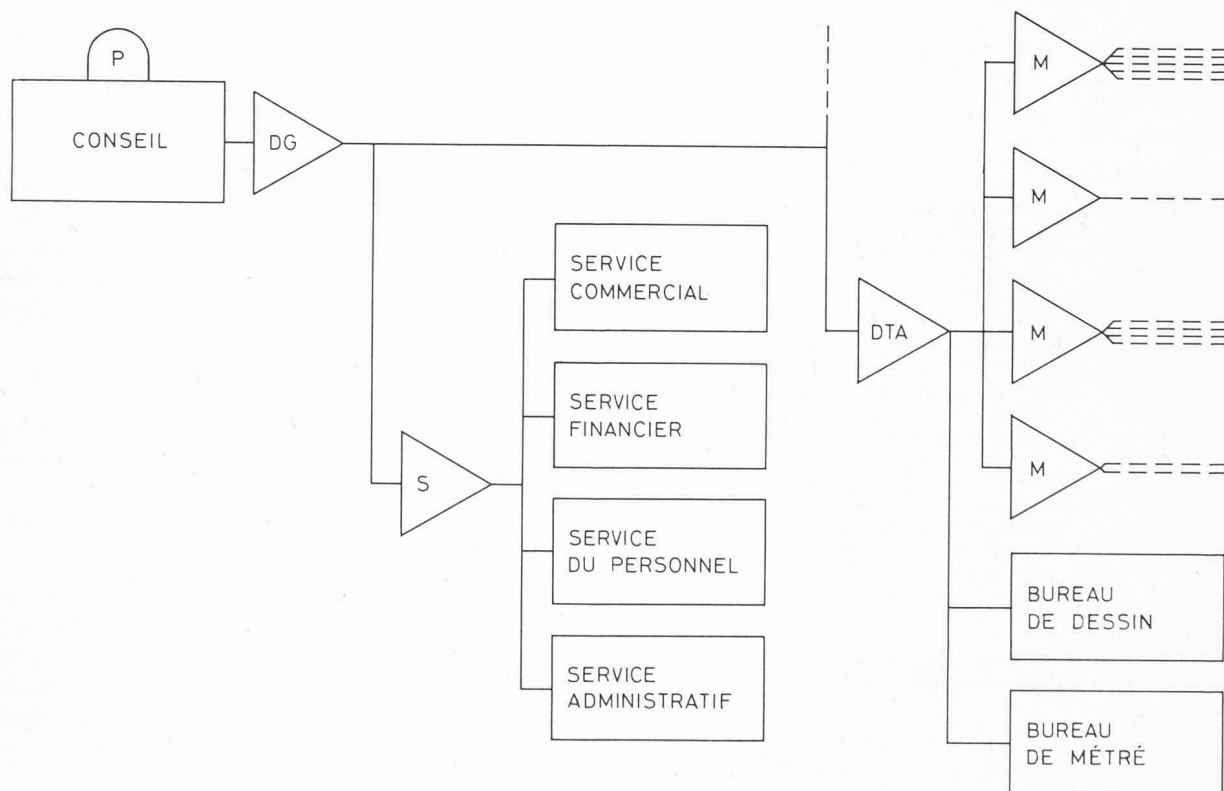 P
CONSEIL
DG
SERVICE
COMMERCIAL
SERVICE
FINANCIER
S
SERVICE
DU PERSONNEL
SERVICE
ADMINISTRATIF
DTA
M
M
M
M
BUREAU
DE DESSIN
BUREAU
DE MÉTRÉ